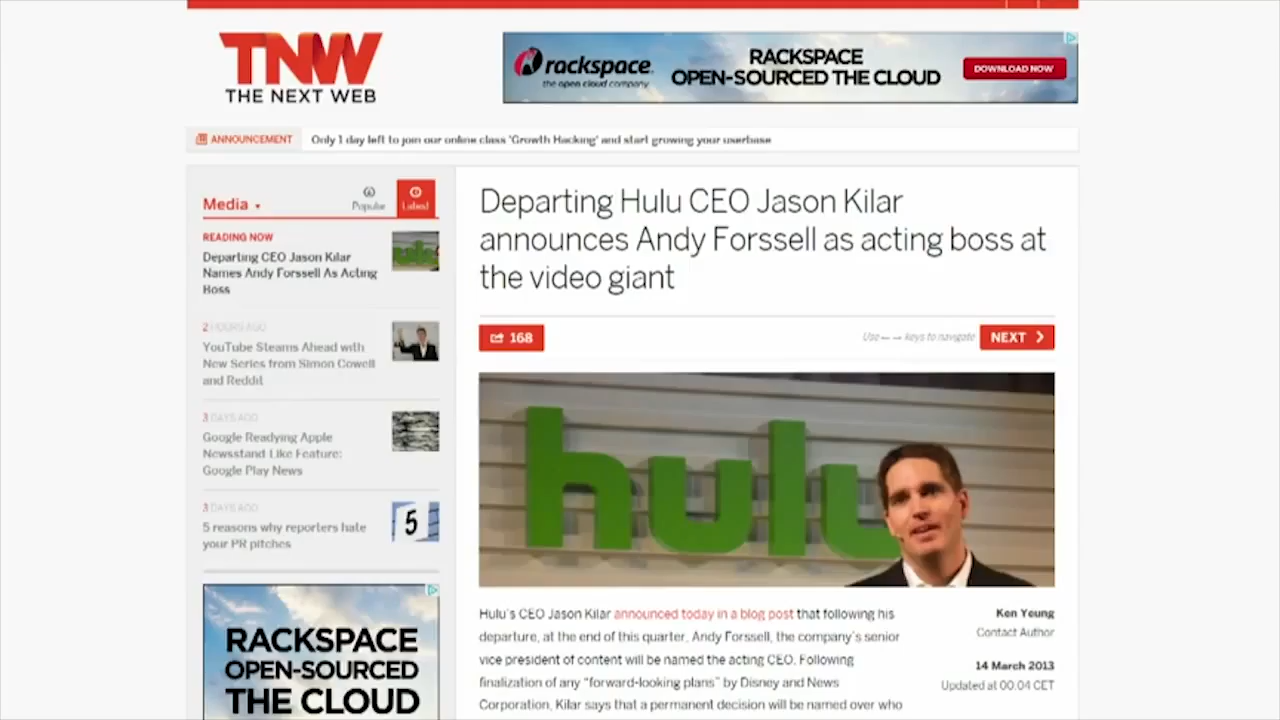 TNW
THE NEXT WEB
rackspace
the open cloud company
RACKSPACE
OPEN-SOURCED THE CLOUD
DOWNLOAD NOW
ANNOUNCEMENT
Only 1 day left to join our online class 'Growth Hacking' and start growing your userbase
Media
Popular
Latest
READING NOW
Departing CEO Jason Kilar
Names Andy Forssell As Acting
Boss
2 HOURS AGO
YouTube Steams Ahead with
New Series from Simon Cowell
and Reddit
3 DAYS AGO
Google Readying Apple
Newsstand Like Feature:
Google Play News
3 DAYS AGO
5 reasons why reporters hate
your PR pitches
5
RACKSPACE
OPEN-SOURCED
THE CLOUD
Departing Hulu CEO Jason Kilar
announces Andy Forssell as acting boss at
the video giant
168
Use ← → keys to navigate
NEXT
hulu
Hulu's CEO Jason Kilar announced today in a blog post that following his
departure, at the end of this quarter, Andy Forssell, the company's senior
vice president of content will be named the acting CEO. Following
finalization of any "forward-looking plans" by Disney and News
Corporation, Kilar says that a permanent decision will be named over who
Ken Yeung
Contact Author
14 March 2013
Updated at 00:04 CET